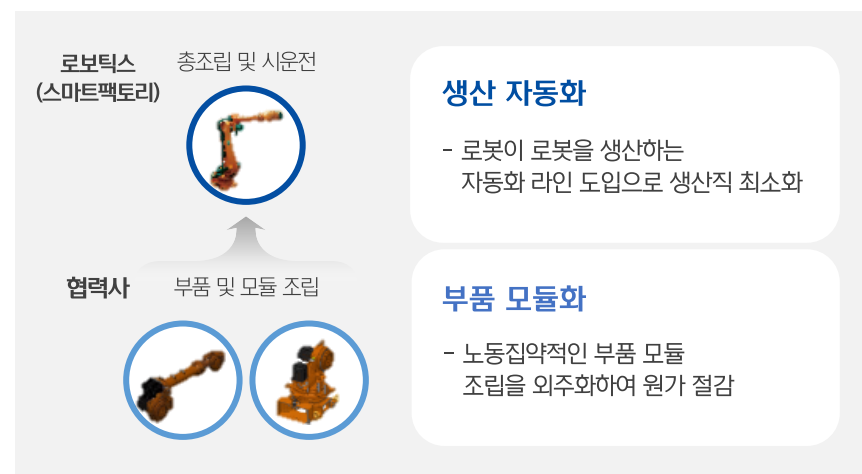 로보틱스
(스마트팩토리)
총조립 및 시운전
생산 자동화
- 로봇이 로봇을 생산하는
자동화 라인 도입으로 생산직 최소화
협력사
부품 및 모듈 조립
부품 모듈화
- 노동집약적인 부품 모듈
조립을 외주화하여 원가 절감